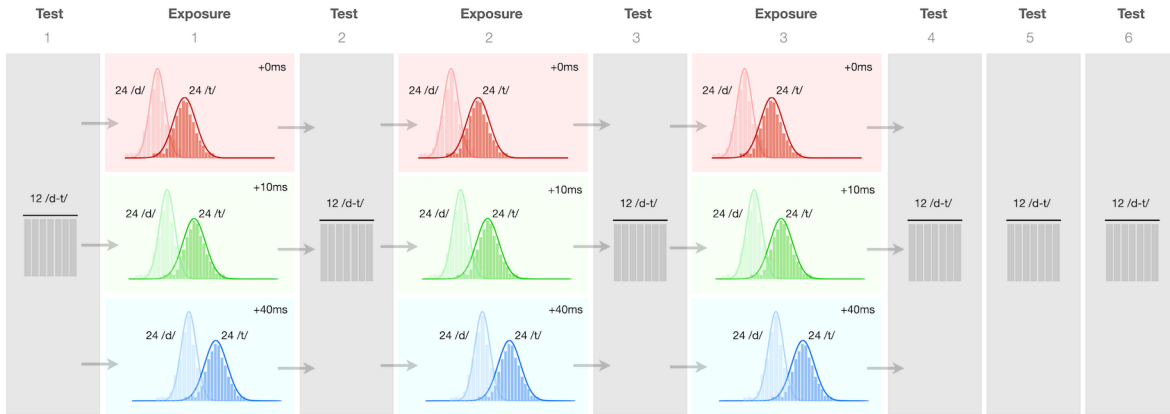 Test Exposure Test Exposure Test Exposure Test Test Test
1 1 2 2 3 3 4 5 6
+0ms +0ms +0ms
24 /d/ 24 /t/ 24 /d/ 24 /t/ 24 /d/ 24 /t/
+10ms +10ms +10ms
12 /d-t/ 12 /d-t/ 12 /d-t/ 12 /d-t/ 12 /d-t/ 12 /d-t/
24 /d/ 24 /t/ 24 /d/ 24 /t/ 24 /d/ 24 /t/
+40ms +40ms +40ms
24 /d/ 24 /t/ 24 /d/ 24 /t/ 24 /d/ 24 /t/